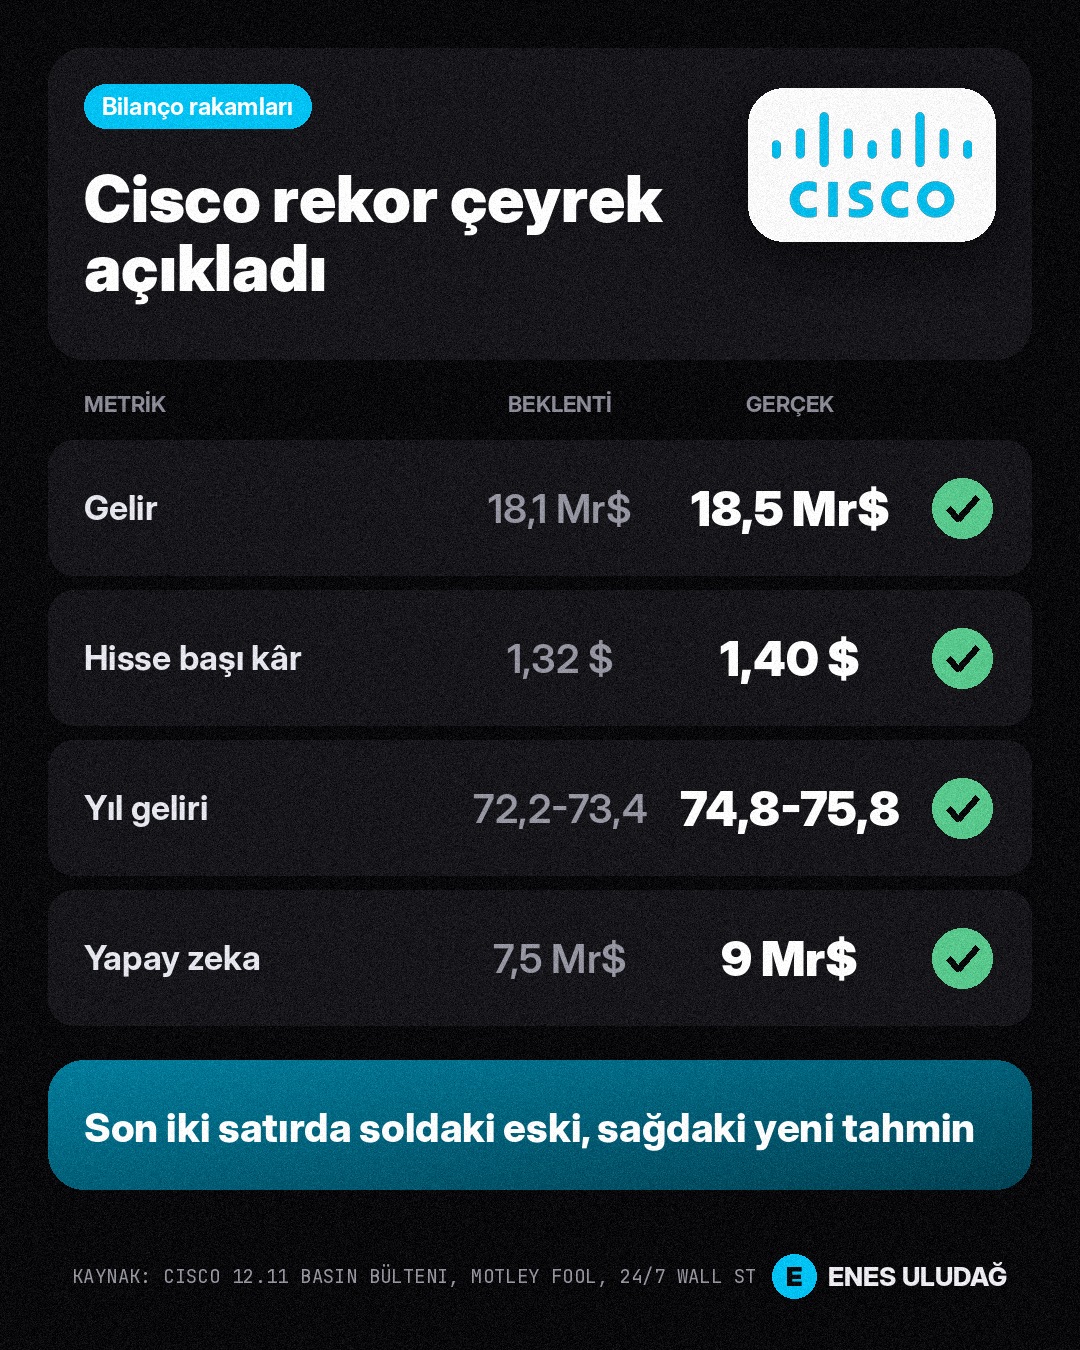 Bilanço rakamları
Cisco rekor çeyrek
açıkladı
CISCO
METRİK BEKLENTİ GERÇEK
Gelir 18,1 Mr$ 18,5 Mr$
Hisse başı kâr 1,32 $ 1,40 $
Yıl geliri 72,2-73,4 74,8-75,8
Yapay zeka 7,5 Mr$ 9 Mr$
Son iki satırda soldaki eski, sağdaki yeni tahmin
KAYNAK: CISCO 12.11 BASIN BÜLTENI, MOTLEY FOOL, 24/7 WALL ST E ENES ULUDAĞ